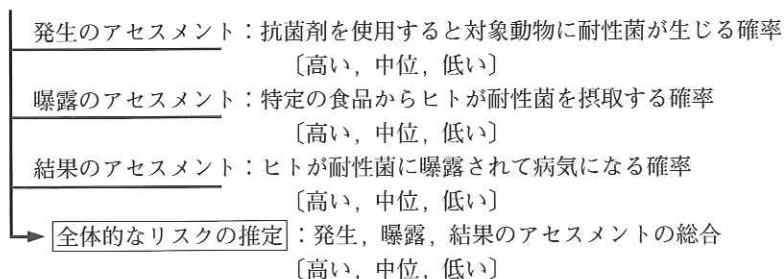 発生のアセスメント：抗菌剤を使用すると対象動物に耐性菌が生じる確率
〔高い，中位，低い〕
曝露のアセスメント：特定の食品からヒトが耐性菌を摂取する確率
〔高い，中位，低い〕
結果のアセスメント：ヒトが耐性菌に曝露されて病気になる確率
〔高い，中位，低い〕
全体的なリスクの推定：発生，曝露，結果のアセスメントの総合
〔高い，中位，低い〕